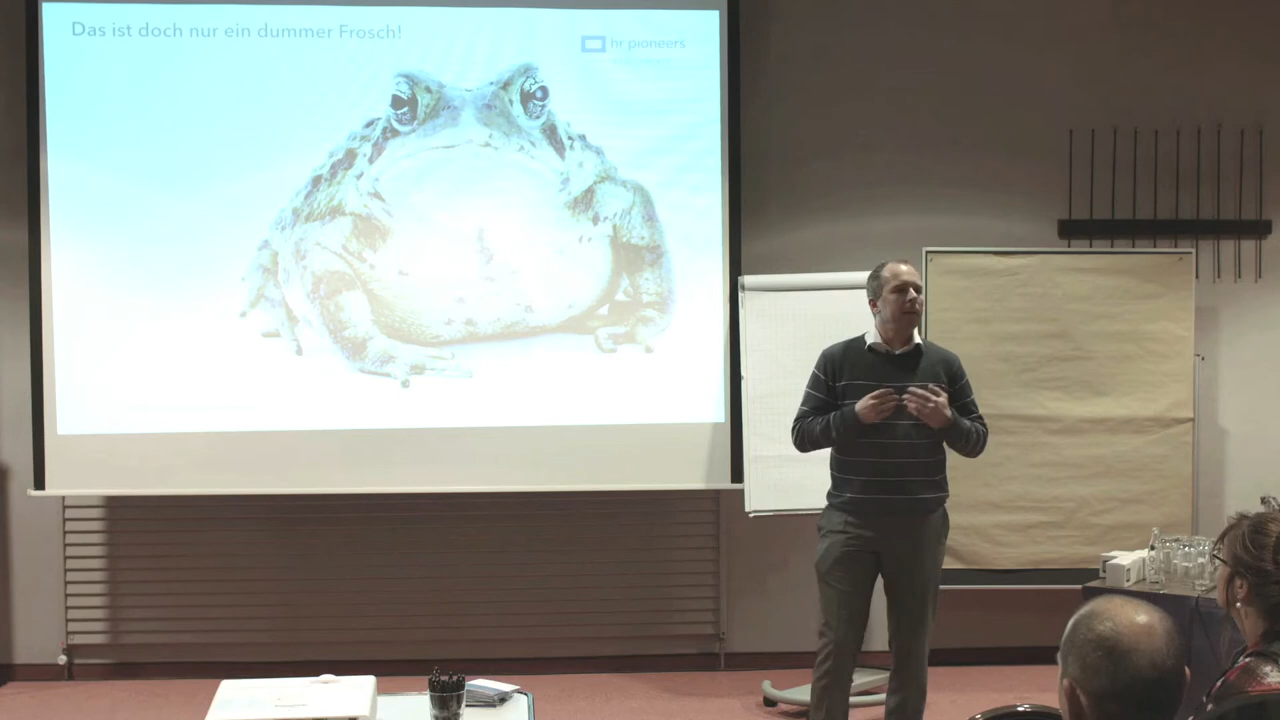 Das ist doch nur ein dummer Frosch!
hr pioneers